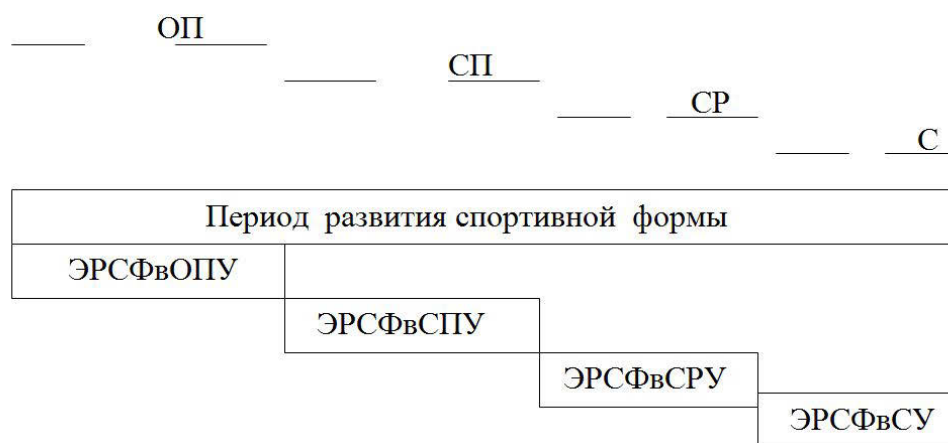 ОП
СП
СР
С
Период развития спортивной формы
ЭРСФвОПУ
ЭРСФвСПУ
ЭРСФвСРУ
ЭРСФвСУ